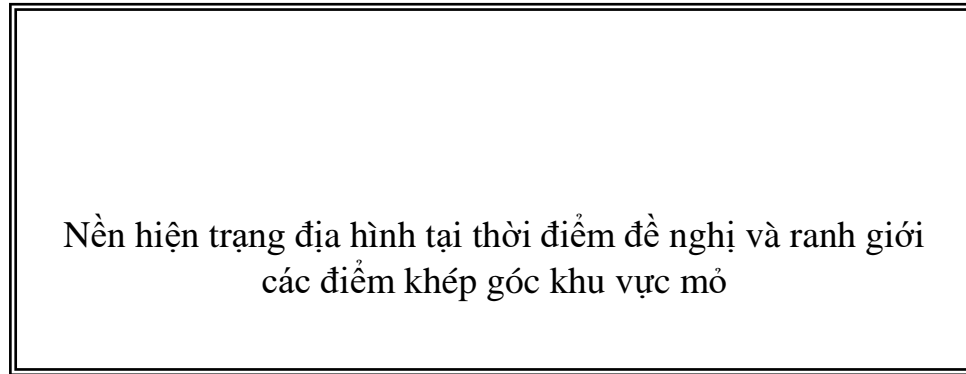 Nền hiện trạng địa hình tại thời điểm đề nghị và ranh giới
các điểm khép góc khu vực mỏ